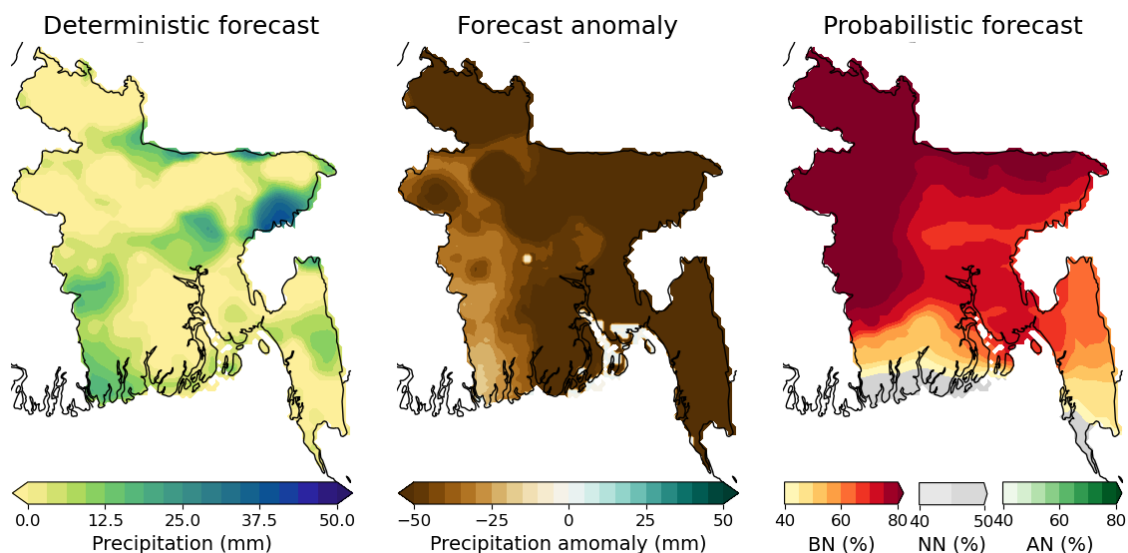 Deterministic forecast
Forecast anomaly
Probabilistic forecast
0.0 12.5 25.0 37.5 50.0
Precipitation (mm)
−50 −25 0 25 50
Precipitation amomaly (mm)
40 60 80
BN (%)
40 50
NN (%)
40 60 80
AN (%)